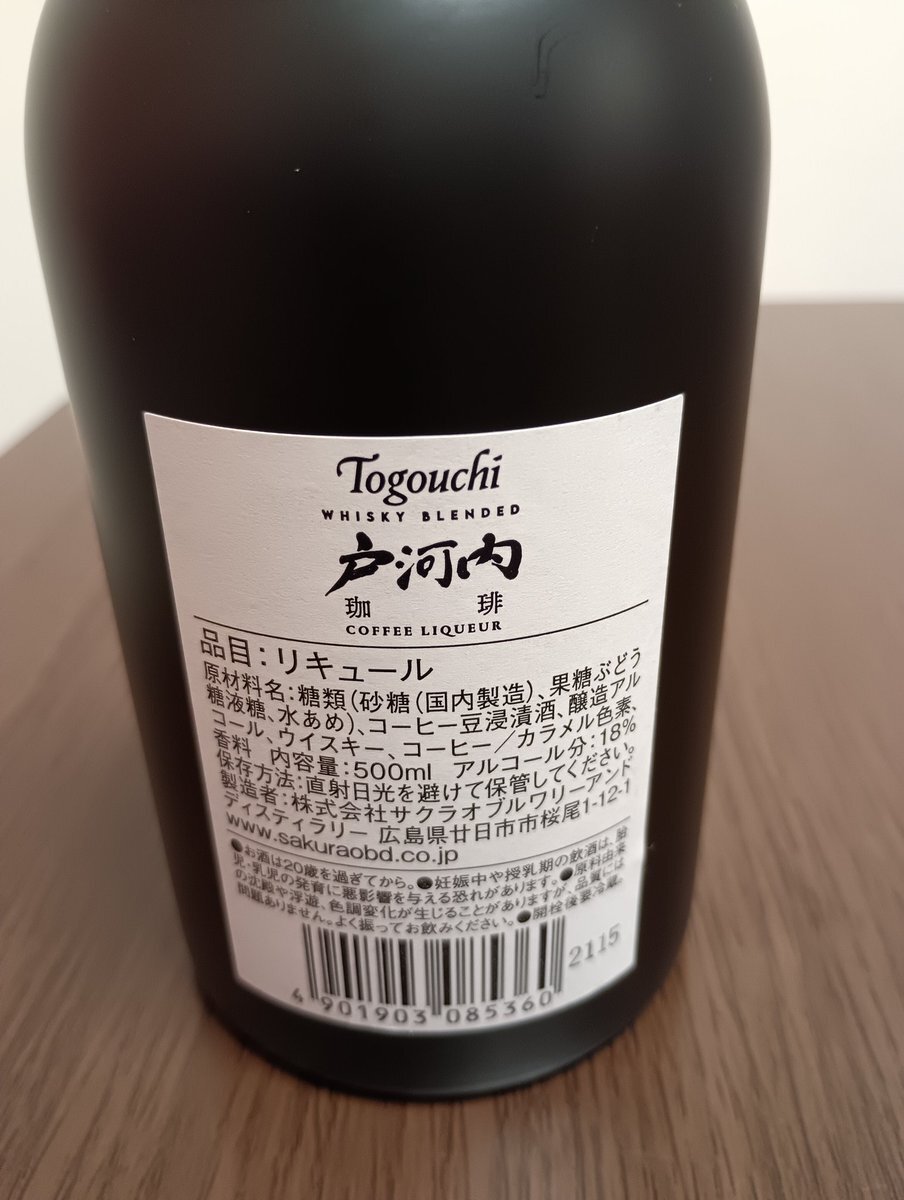 Togouchi
WHISKY BLENDED
戸河内
珈琲
COFFEE LIQUEUR
品目:リキュール
原材料名:糖類(砂糖(国内製造)、果糖ぶどう
糖液糖、水あめ)、コーヒー豆浸漬酒、醸造アル
コール、ウイスキー、コーヒー/カラメル色素、
香料 内容量:500ml アルコール分:18%
保存方法:直射日光を避けて保管してください。
製造者:株式会社サクラオブルワリーアンド
ディスティラリー 広島県廿日市市桜尾1-12-1
www.sakuraobd.co.jp
●お酒は20歳を過ぎてから。●妊娠中や授乳期の飲酒は、胎
児・乳児の発育に悪影響を与える恐れがあります。●原料由来
の沈殿や浮遊、色調変化が生じることがありますが、品質には
問題ありません。よく振ってお飲みください。●開栓後要冷蔵。
2115
4 901903 085360